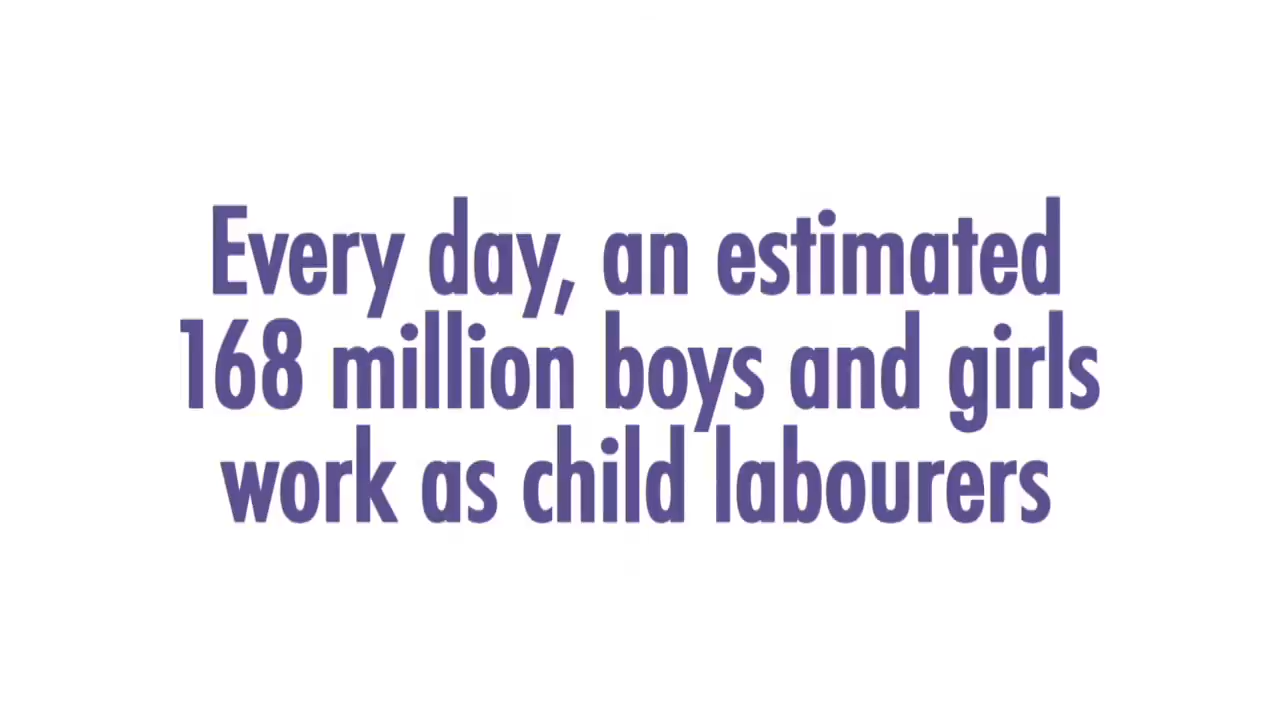 Every day, an estimated
168 million boys and girls
work as child labourers